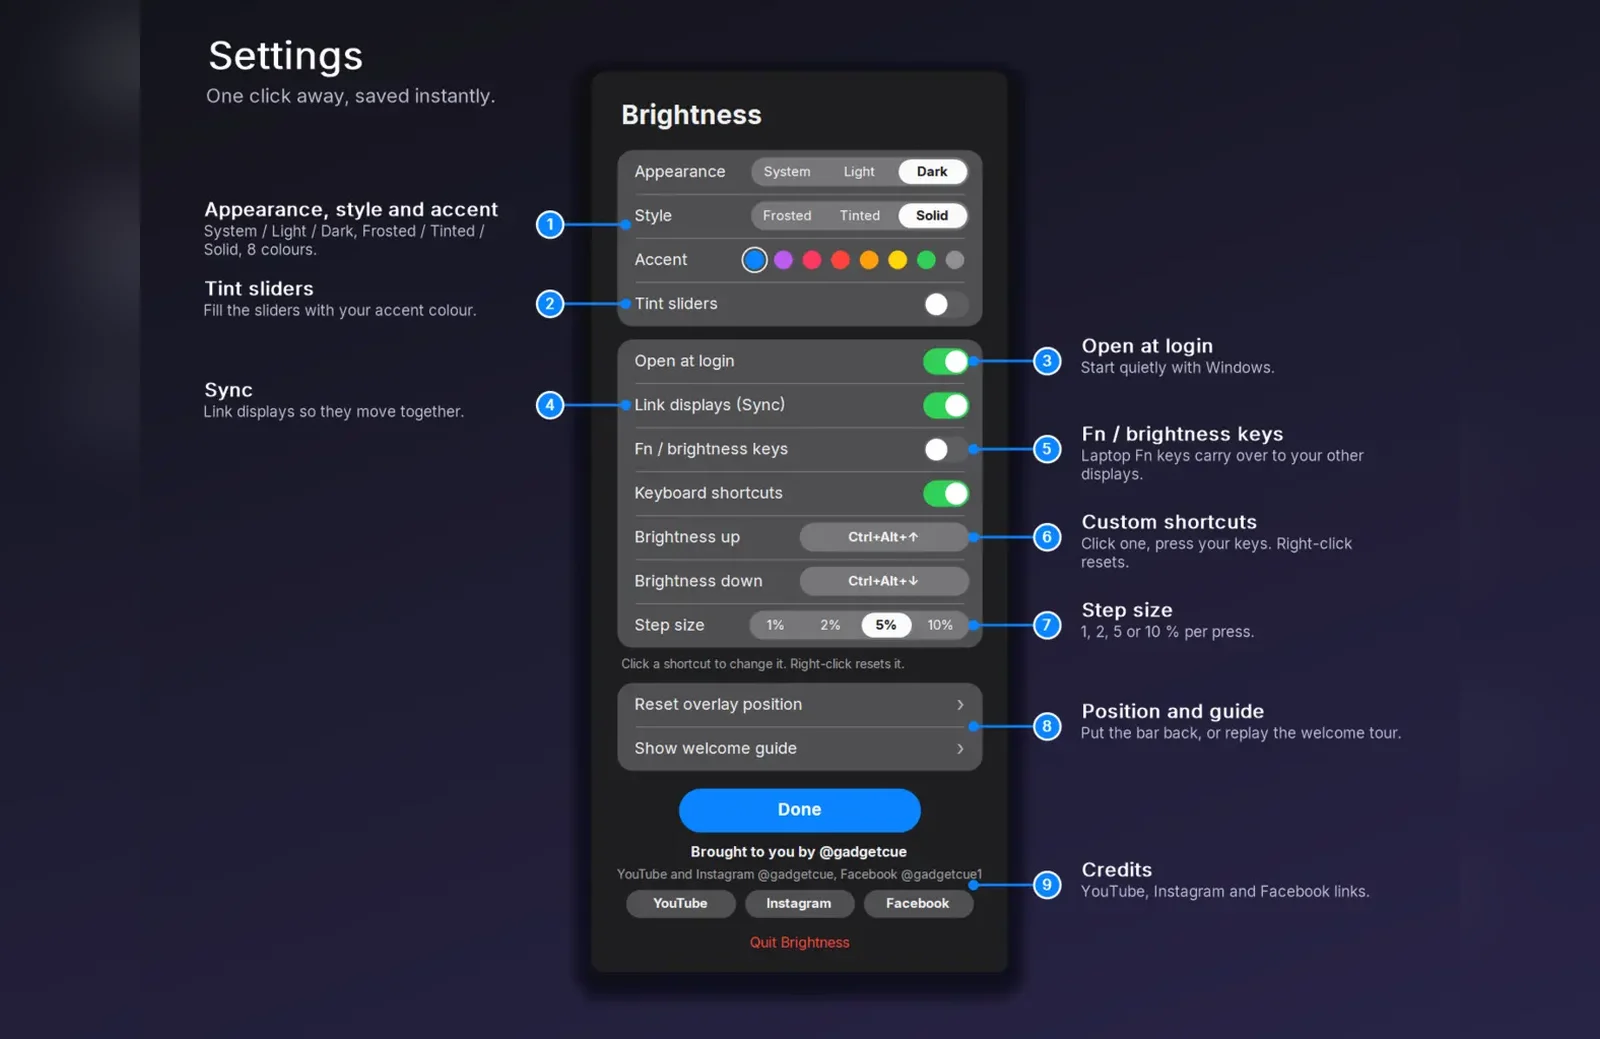 Settings
One click away, saved instantly.
Appearance, style and accent
System / Light / Dark, Frosted / Tinted /
Solid, 8 colours.
1
Tint sliders
Fill the sliders with your accent colour.
2
Sync
Link displays so they move together.
4
Brightness
Appearance System Light Dark
Style Frosted Tinted Solid
Accent
Tint sliders
Open at login
Link displays (Sync)
Fn / brightness keys
Keyboard shortcuts
Brightness up Ctrl+Alt+↑
Brightness down Ctrl+Alt+↓
Step size 1% 2% 5% 10%
Click a shortcut to change it. Right-click resets it.
Reset overlay position ›
Show welcome guide ›
Done
Brought to you by @gadgetcue
YouTube and Instagram @gadgetcue, Facebook @gadgetcue1
YouTube Instagram Facebook
Quit Brightness
3
Open at login
Start quietly with Windows.
5
Fn / brightness keys
Laptop Fn keys carry over to your other
displays.
6
Custom shortcuts
Click one, press your keys. Right-click
resets.
7
Step size
1, 2, 5 or 10 % per press.
8
Position and guide
Put the bar back, or replay the welcome tour.
9
Credits
YouTube, Instagram and Facebook links.